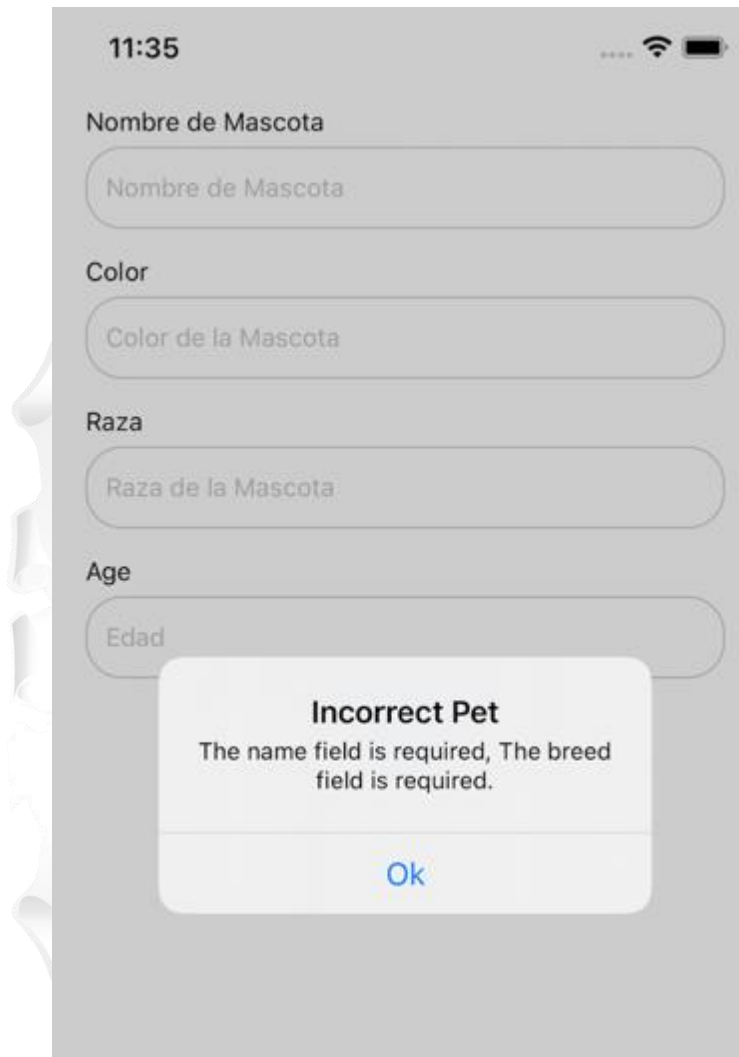 11:35
Nombre de Mascota
Nombre de Mascota
Color
Color de la Mascota
Raza
Raza de la Mascota
Age
Edad
Incorrect Pet
The name field is required, The breed
field is required.
Ok